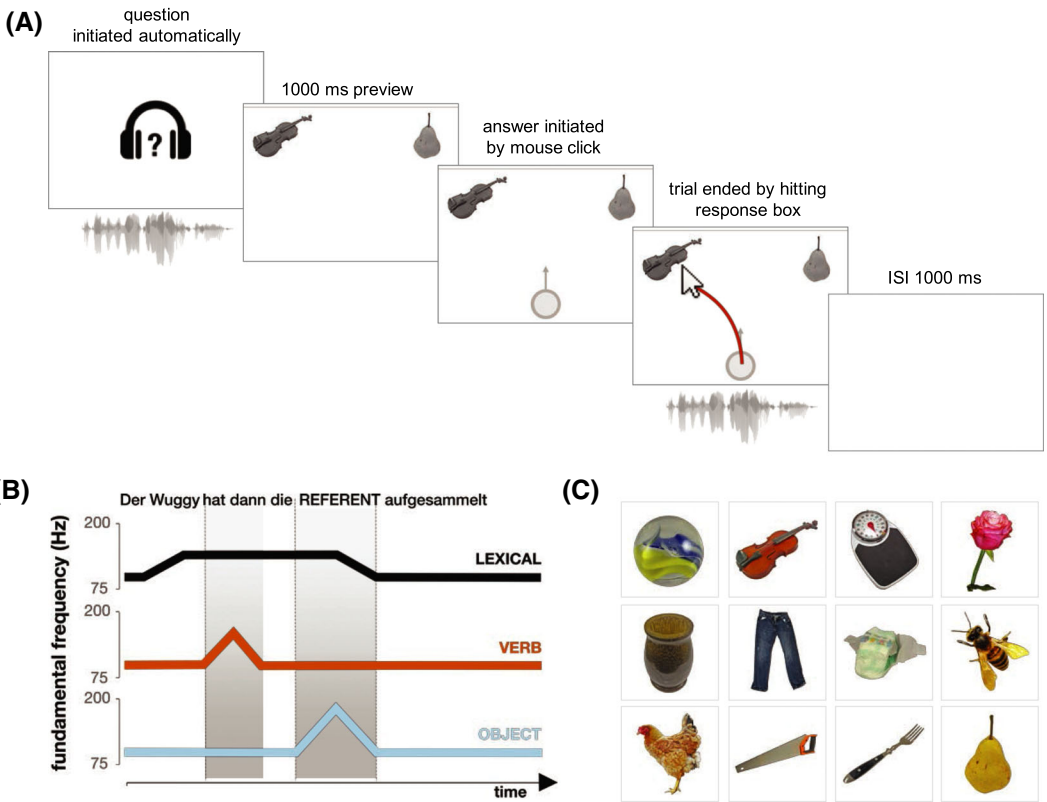 (A)
question
initiated automatically
?
1000 ms preview
answer initiated
by mouse click
trial ended by hitting
response box
ISI 1000 ms
(B)
Der Wuggy hat dann die REFERENT aufgesammelt
fundamental frequency (Hz)
200
LEXICAL
75
200
VERB
75
200
OBJECT
75
time
(C)